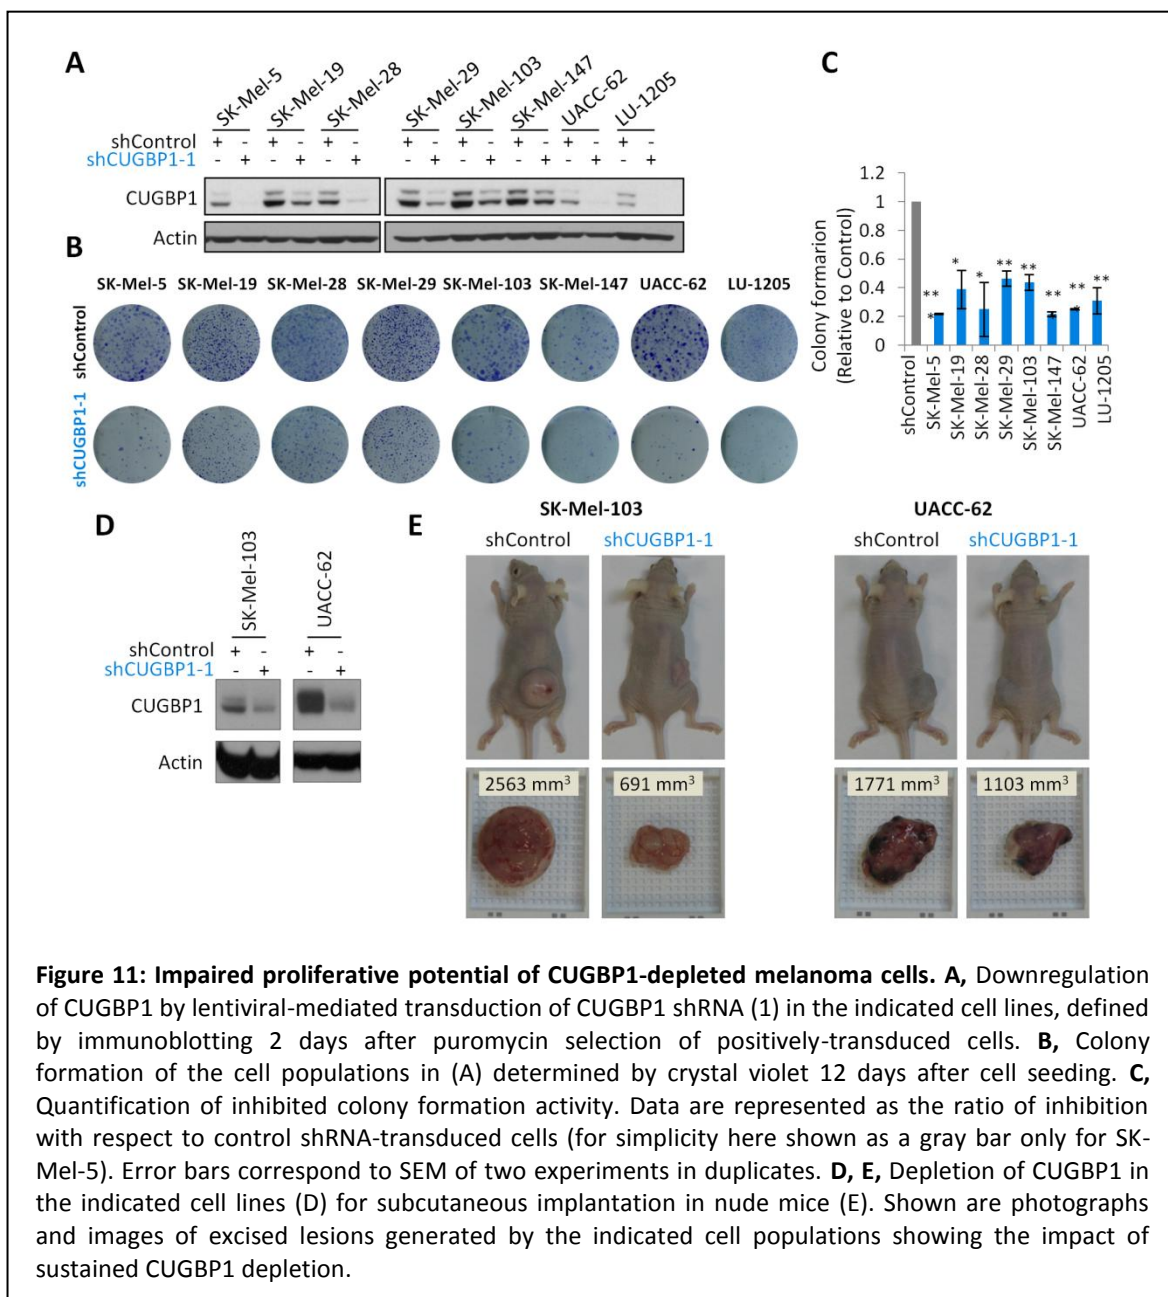 A
SK-Mel-5 SK-Mel-19 SK-Mel-28 SK-Mel-29 SK-Mel-103 SK-Mel-147 UACC-62 LU-1205
shControl + - + - + - + - + - + - + - + -
shCUGBP1-1 - + - + - + - + - + - + - + - +
CUGBP1
Actin
B
SK-Mel-5 SK-Mel-19 SK-Mel-28 SK-Mel-29 SK-Mel-103 SK-Mel-147 UACC-62 LU-1205
shControl
shCUGBP1-1
C
Colony formarion
(Relative to Control)
1.2
1
0.8
0.6
0.4
0.2
0
** * * * ** ** ** ** **
shControl
SK-Mel-5
SK-Mel-19
SK-Mel-28
SK-Mel-29
SK-Mel-103
SK-Mel-147
UACC-62
LU-1205
D
SK-Mel-103 UACC-62
shControl + - + -
shCUGBP1-1 - + - +
CUGBP1
Actin
E
SK-Mel-103 UACC-62
shControl shCUGBP1-1 shControl shCUGBP1-1
2563 mm³ 691 mm³ 1771 mm³ 1103 mm³
Figure 11: Impaired proliferative potential of CUGBP1-depleted melanoma cells. A, Downregulation
of CUGBP1 by lentiviral-mediated transduction of CUGBP1 shRNA (1) in the indicated cell lines, defined
by immunoblotting 2 days after puromycin selection of positively-transduced cells. B, Colony
formation of the cell populations in (A) determined by crystal violet 12 days after cell seeding. C,
Quantification of inhibited colony formation activity. Data are represented as the ratio of inhibition
with respect to control shRNA-transduced cells (for simplicity here shown as a gray bar only for SK-
Mel-5). Error bars correspond to SEM of two experiments in duplicates. D, E, Depletion of CUGBP1 in
the indicated cell lines (D) for subcutaneous implantation in nude mice (E). Shown are photographs
and images of excised lesions generated by the indicated cell populations showing the impact of
sustained CUGBP1 depletion.